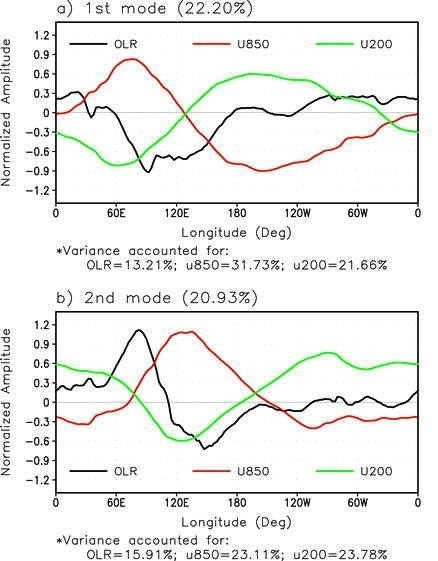 a) 1st mode (22.20%)
Normalized Amplitude
1.2
0.9
0.6
0.3
0
−0.3
−0.6
−0.9
−1.2
OLR U850 U200
0 60E 120E 180 120W 60W 0
Longitude (Deg)
*Variance accounted for:
OLR=13.21%; u850=31.73%; u200=21.66%
b) 2nd mode (20.93%)
Normalized Amplitude
1.2
0.9
0.6
0.3
0
−0.3
−0.6
−0.9
−1.2
OLR U850 U200
0 60E 120E 180 120W 60W 0
Longitude (Deg)
*Variance accounted for:
OLR=15.91%; u850=23.11%; u200=23.78%